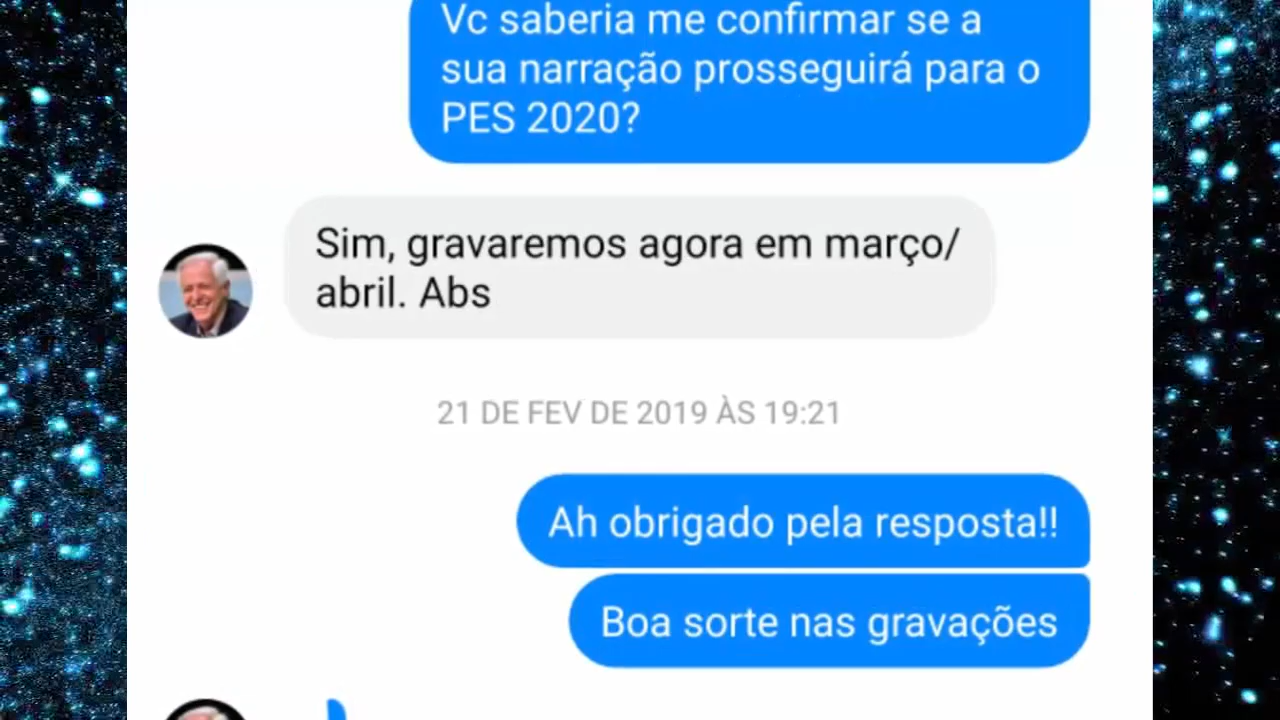 Vc saberia me confirmar se a
sua narração prosseguirá para o
PES 2020?
Sim, gravaremos agora em março/
abril. Abs
21 DE FEV DE 2019 ÀS 19:21
Ah obrigado pela resposta!!
Boa sorte nas gravações